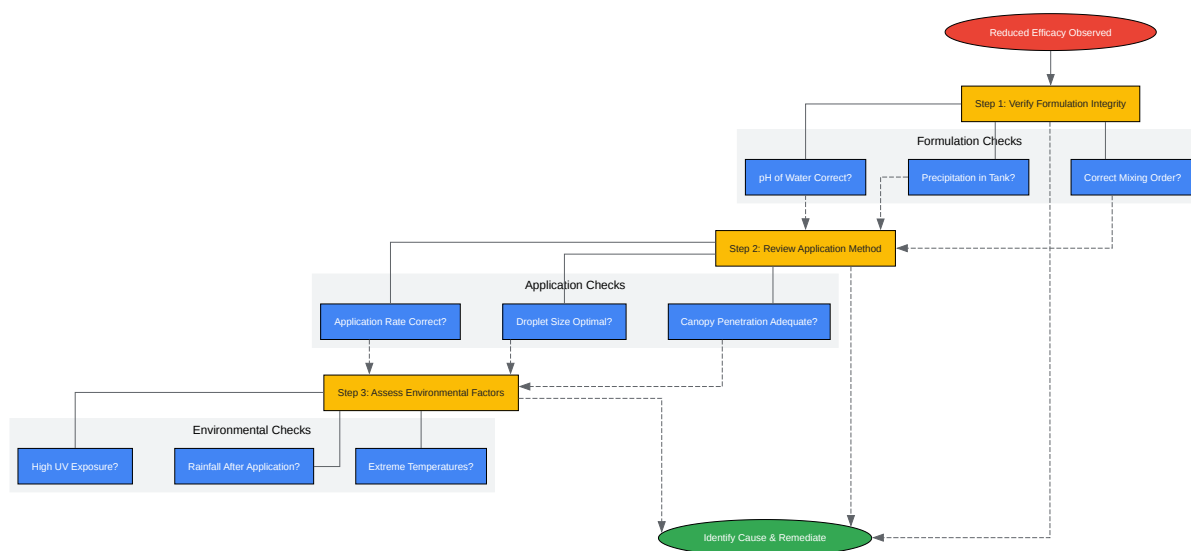 Reduced Efficacy Observed
Step 1: Verify Formulation Integrity
Formulation Checks
pH of Water Correct?
Precipitation in Tank?
Correct Mixing Order?
Step 2: Review Application Method
Application Checks
Application Rate Correct?
Droplet Size Optimal?
Canopy Penetration Adequate?
Step 3: Assess Environmental Factors
Environmental Checks
High UV Exposure?
Rainfall After Application?
Extreme Temperatures?
Identify Cause & Remediate